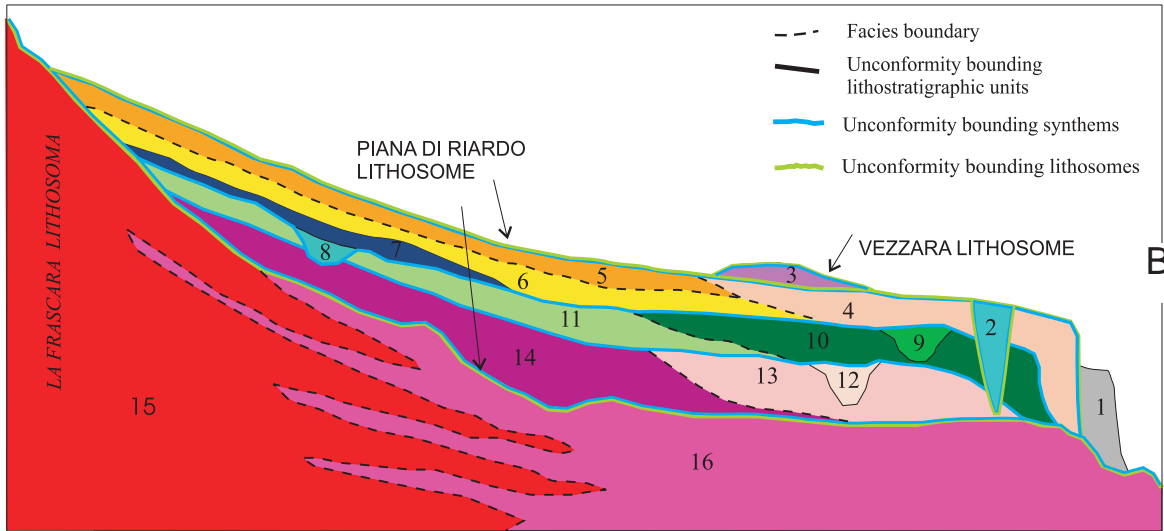 Facies boundary
Unconformity bounding
lithostratigraphic units
Unconformity bounding synthems
Unconformity bounding lithosomes
PIANA DI RIARDO
LITHOSOME
VEZZARA LITHOSOME
B
LA FRASCARA LITHOSOMA
8
7
6
5
3
4
2
11
10
9
14
13
12
1
15
16